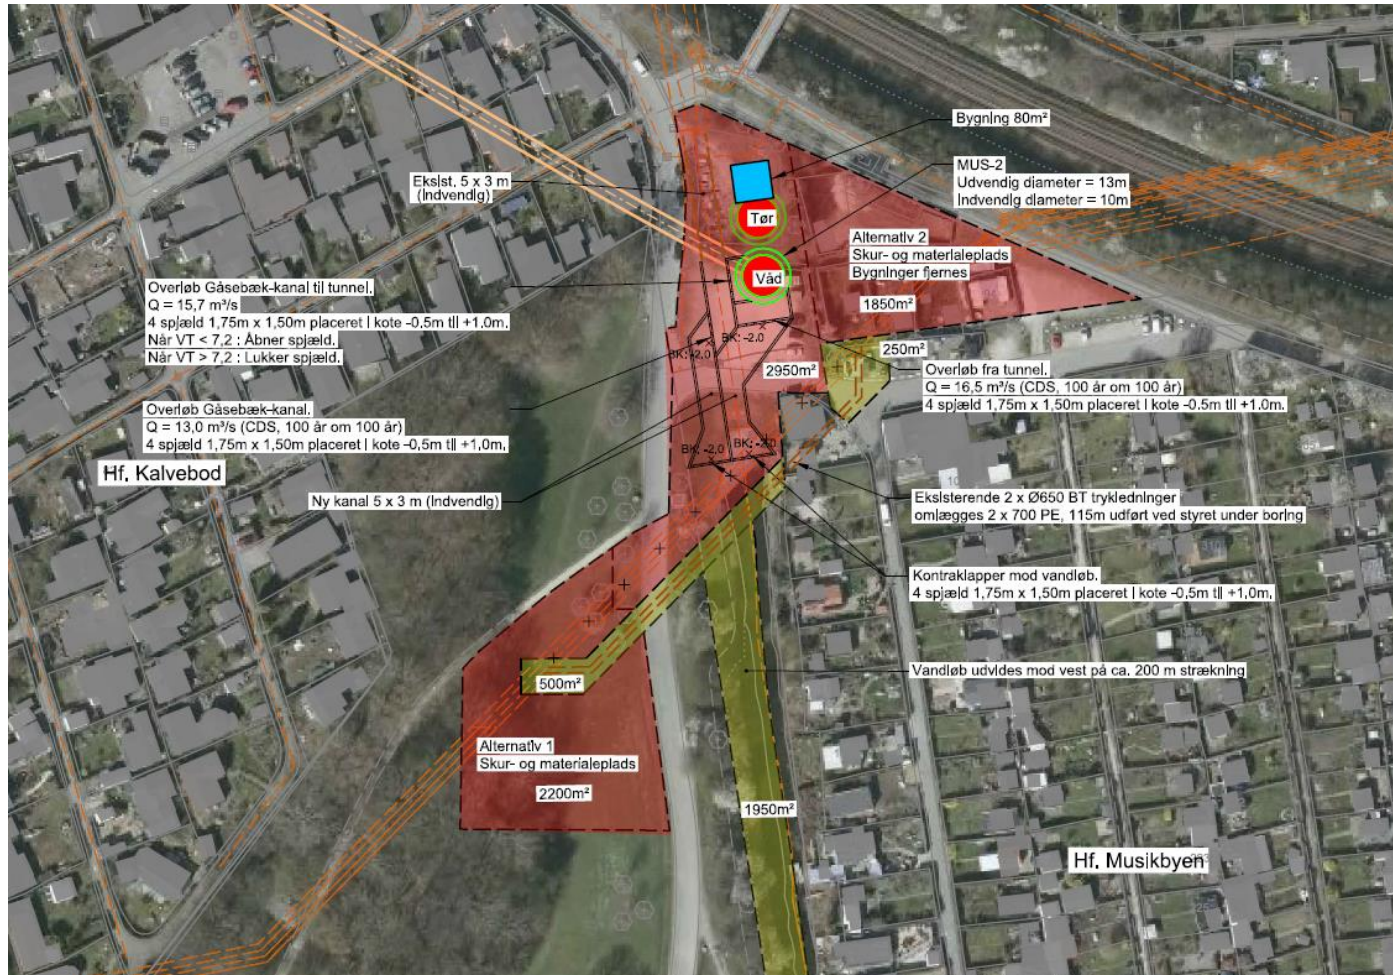 Bygning 80m²
MUS-2
Udvendig diameter = 13m
Indvendig diameter = 10m
Eksist. 5 x 3 m
(Indvendig)
Tør
Våd
Alternativ 2
Skur- og materialeplads
Bygninger fjernes
1850m²
Overløb Gåsebæk-kanal til tunnel.
Q = 15,7 m³/s
4 spjæld 1,75m x 1,50m placeret i kote -0,5m til +1.0m.
Når VT < 7,2 : Åbner spjæld.
Når VT > 7,2 : Lukker spjæld.
BK: -2,0
BK: -2.0
250m²
2950m²
Overløb fra tunnel.
Q = 16,5 m³/s (CDS, 100 år om 100 år)
4 spjæld 1,75m x 1,50m placeret i kote -0.5m til +1.0m.
Overløb Gåsebæk-kanal.
Q = 13,0 m³/s (CDS, 100 år om 100 år)
4 spjæld 1,75m x 1,50m placeret i kote -0,5m til +1,0m.
BK: -2,0
BK: -2,0
Hf. Kalvebod
Ny kanal 5 x 3 m (Indvendig)
Eksisterende 2 x Ø650 BT trykledninger
omlægges 2 x 700 PE, 115m udført ved styret under boring
Kontraklapper mod vandløb.
4 spjæld 1,75m x 1,50m placeret i kote -0,5m til +1,0m.
Vandløb udvides mod vest på ca. 200 m strækning
500m²
Alternativ 1
Skur- og materialeplads
2200m²
1950m²
Hf. Musikbyen